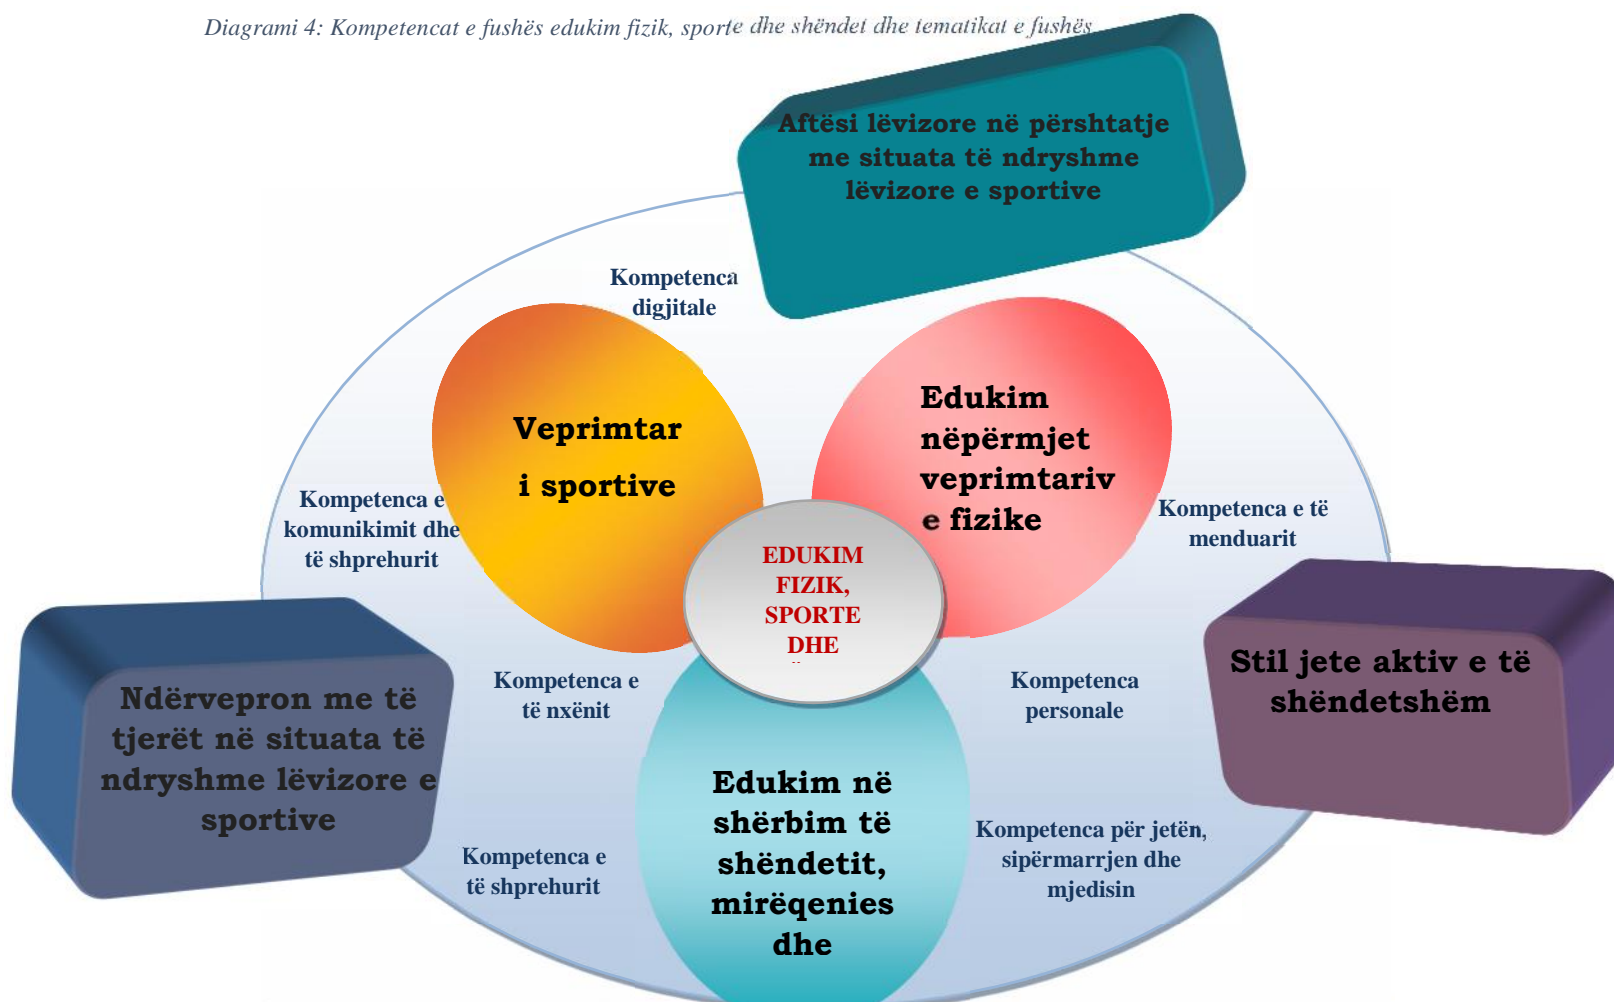 Diagrami 4: Kompetencat e fushës edukim fizik, sporte dhe shëndet dhe tematikat e fushës
Aftësi lëvizore në përshtatje
me situata të ndryshme
lëvizore e sportive
Kompetenca
digjitale
Veprimtar
i sportive
Edukim
nëpërmjet
veprimtariv
e fizike
Kompetenca e
komunikimit dhe
të shprehurit
Kompetenca e të
menduarit
EDUKIM
FIZIK,
SPORTE
DHE
Ndërvepron me të
tjerët në situata të
ndryshme lëvizore e
sportive
Stil jete aktiv e të
shëndetshëm
Kompetenca e
të nxënit
Kompetenca
personale
Edukim në
shërbim të
shëndetit,
mirëqenies
dhe
Kompetenca e
të shprehurit
Kompetenca për jetën,
sipërmarrjen dhe
mjedisin